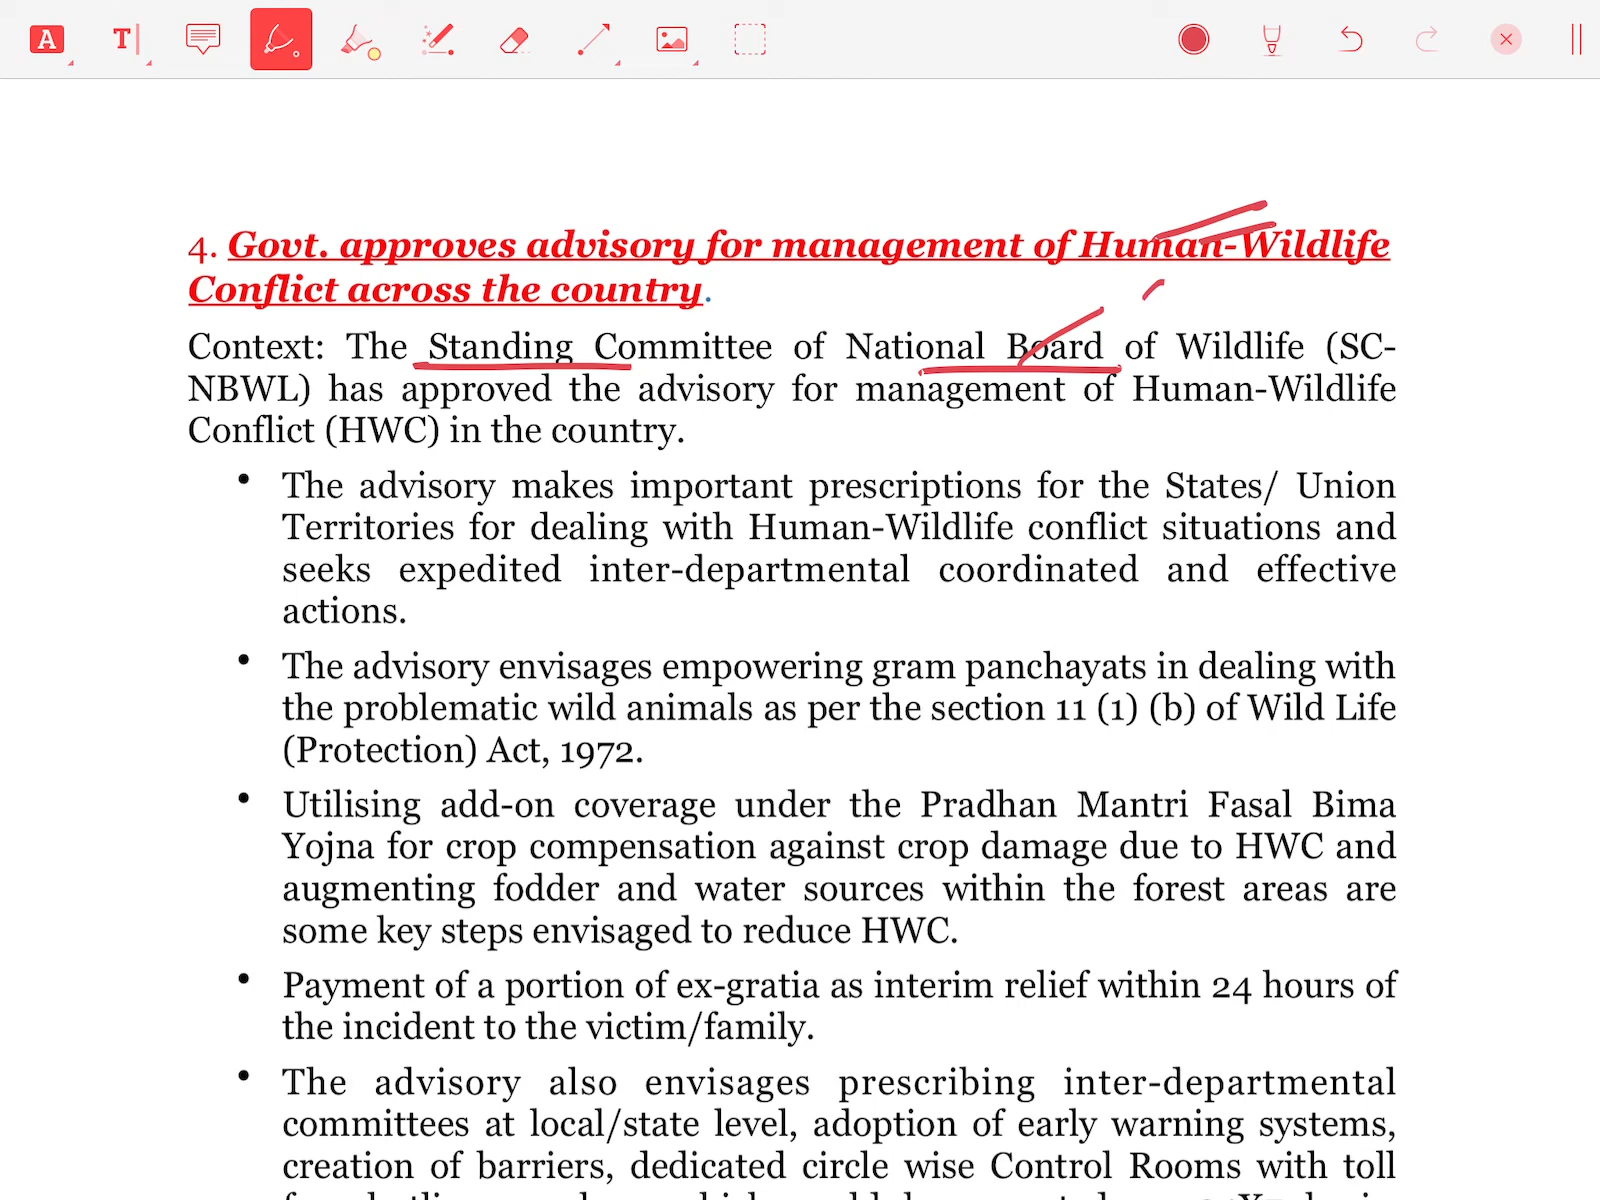 A T
4. Govt. approves advisory for management of Human-Wildlife
Conflict across the country.
Context: The Standing Committee of National Board of Wildlife (SC-
NBWL) has approved the advisory for management of Human-Wildlife
Conflict (HWC) in the country.
• The advisory makes important prescriptions for the States/ Union
Territories for dealing with Human-Wildlife conflict situations and
seeks expedited inter-departmental coordinated and effective
actions.
• The advisory envisages empowering gram panchayats in dealing with
the problematic wild animals as per the section 11 (1) (b) of Wild Life
(Protection) Act, 1972.
• Utilising add-on coverage under the Pradhan Mantri Fasal Bima
Yojna for crop compensation against crop damage due to HWC and
augmenting fodder and water sources within the forest areas are
some key steps envisaged to reduce HWC.
• Payment of a portion of ex-gratia as interim relief within 24 hours of
the incident to the victim/family.
• The advisory also envisages prescribing inter-departmental
committees at local/state level, adoption of early warning systems,
creation of barriers, dedicated circle wise Control Rooms with toll